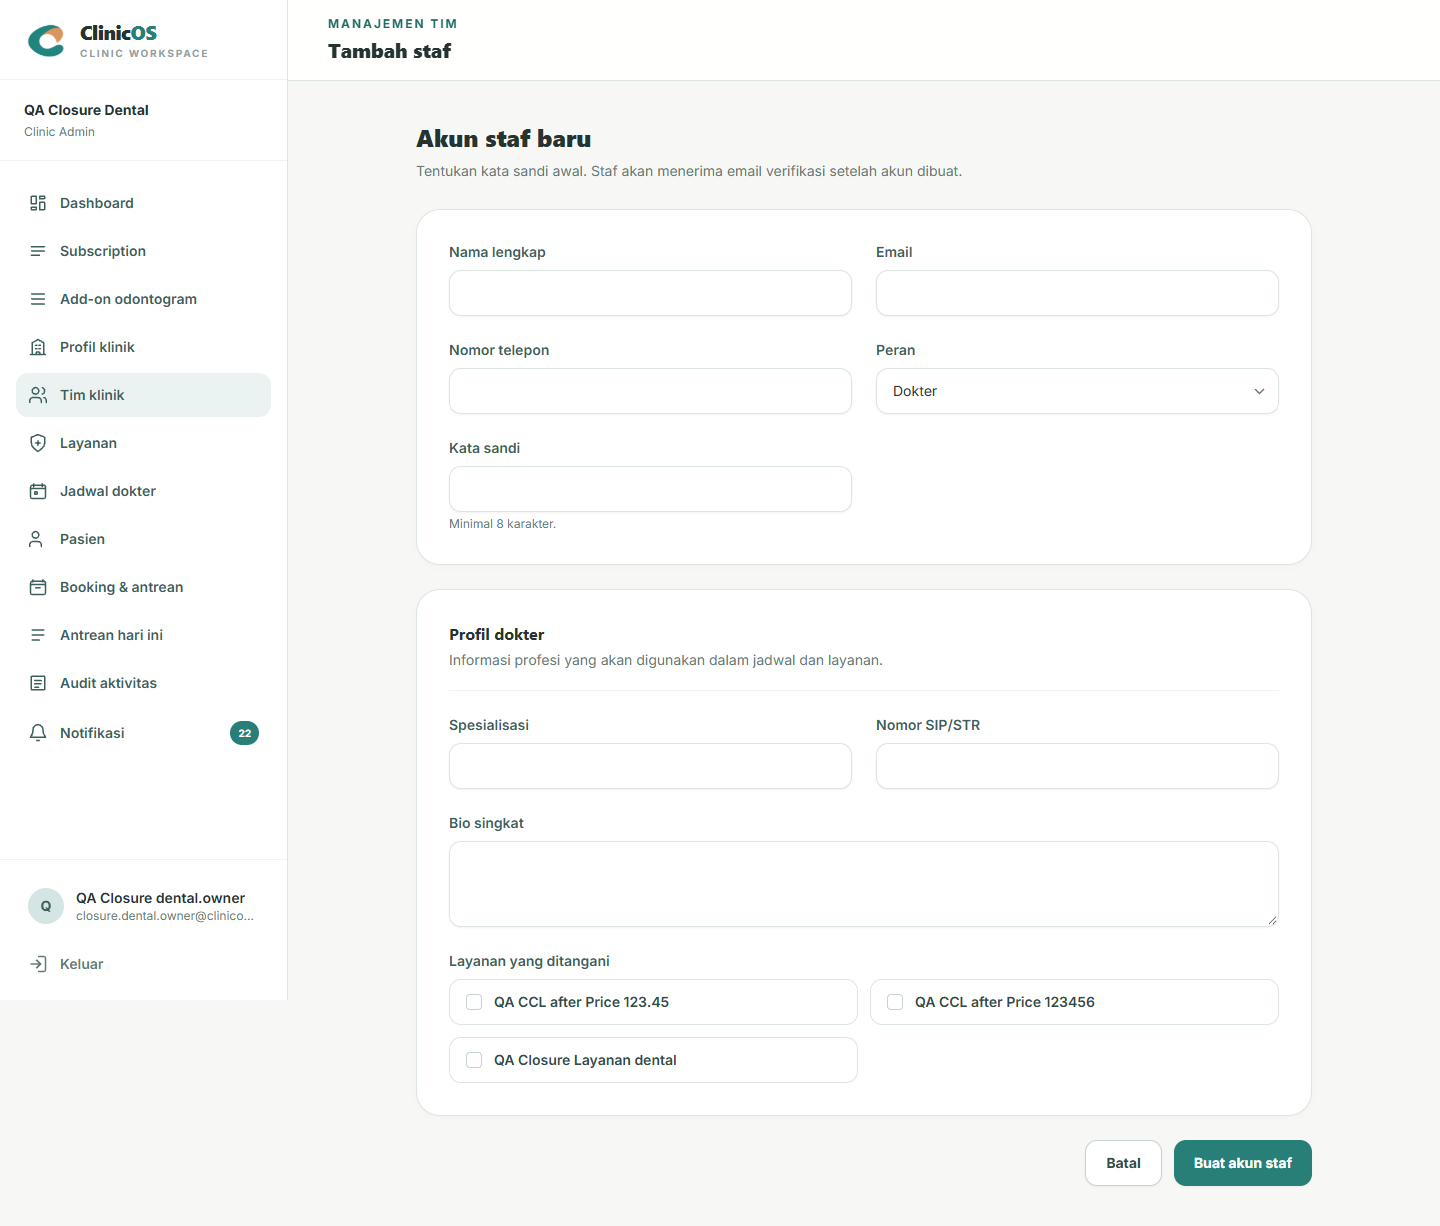 ClinicOS
CLINIC WORKSPACE
QA Closure Dental
Clinic Admin
Dashboard
Subscription
Add-on odontogram
Profil klinik
Tim klinik
Layanan
Jadwal dokter
Pasien
Booking & antrean
Antrean hari ini
Audit aktivitas
Notifikasi 22
Q
QA Closure dental.owner
closure.dental.owner@clinico...
Keluar
MANAJEMEN TIM
Tambah staf
Akun staf baru
Tentukan kata sandi awal. Staf akan menerima email verifikasi setelah akun dibuat.
Nama lengkap Email
Nomor telepon Peran
Dokter
Kata sandi
Minimal 8 karakter.
Profil dokter
Informasi profesi yang akan digunakan dalam jadwal dan layanan.
Spesialisasi Nomor SIP/STR
Bio singkat
Layanan yang ditangani
QA CCL after Price 123.45 QA CCL after Price 123456
QA Closure Layanan dental
Batal Buat akun staf